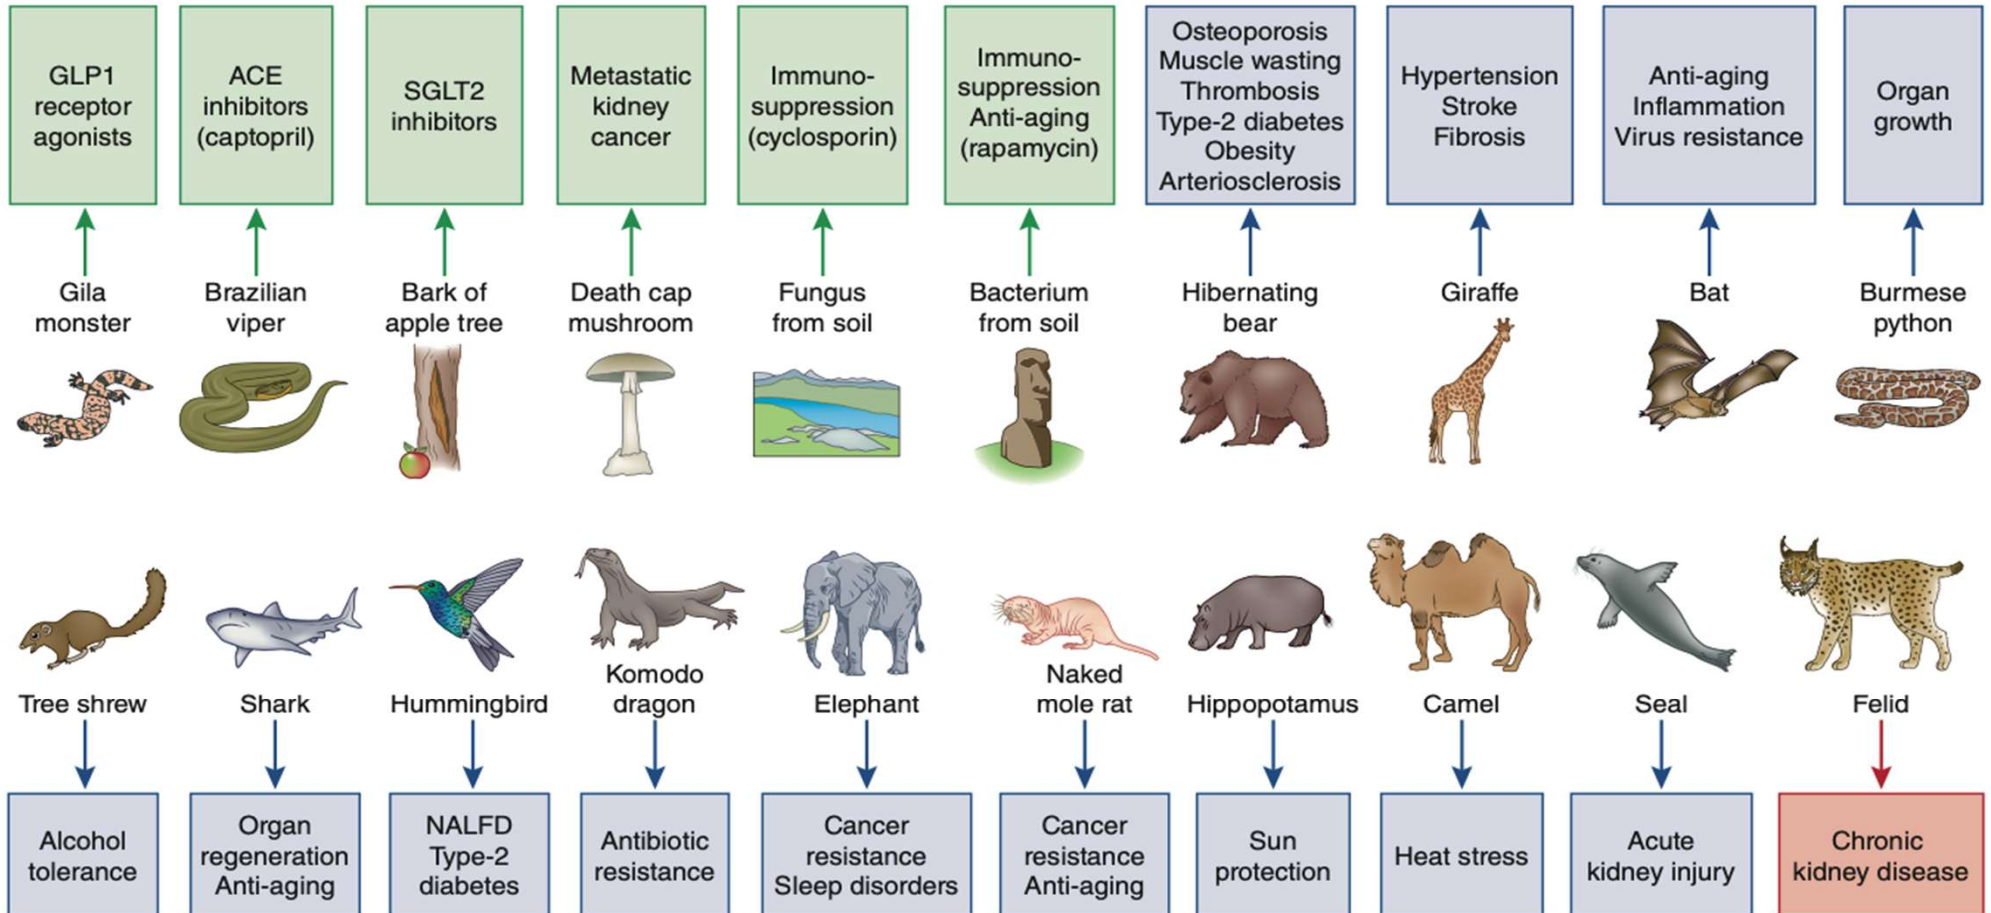 GLP1
receptor
agonists
ACE
inhibitors
(captopril)
SGLT2
inhibitors
Metastatic
kidney
cancer
Immuno-
suppression
(cyclosporin)
Immuno-
suppression
Anti-aging
(rapamycin)
Osteoporosis
Muscle wasting
Thrombosis
Type-2 diabetes
Obesity
Arteriosclerosis
Hypertension
Stroke
Fibrosis
Anti-aging
Inflammation
Virus resistance
Organ
growth
Gila
monster
Brazilian
viper
Bark of
apple tree
Death cap
mushroom
Fungus
from soil
Bacterium
from soil
Hibernating
bear
Giraffe
Bat
Burmese
python
Tree shrew
Shark
Hummingbird
Komodo
dragon
Elephant
Naked
mole rat
Hippopotamus
Camel
Seal
Felid
Alcohol
tolerance
Organ
regeneration
Anti-aging
NALFD
Type-2
diabetes
Antibiotic
resistance
Cancer
resistance
Sleep disorders
Cancer
resistance
Anti-aging
Sun
protection
Heat stress
Acute
kidney injury
Chronic
kidney disease